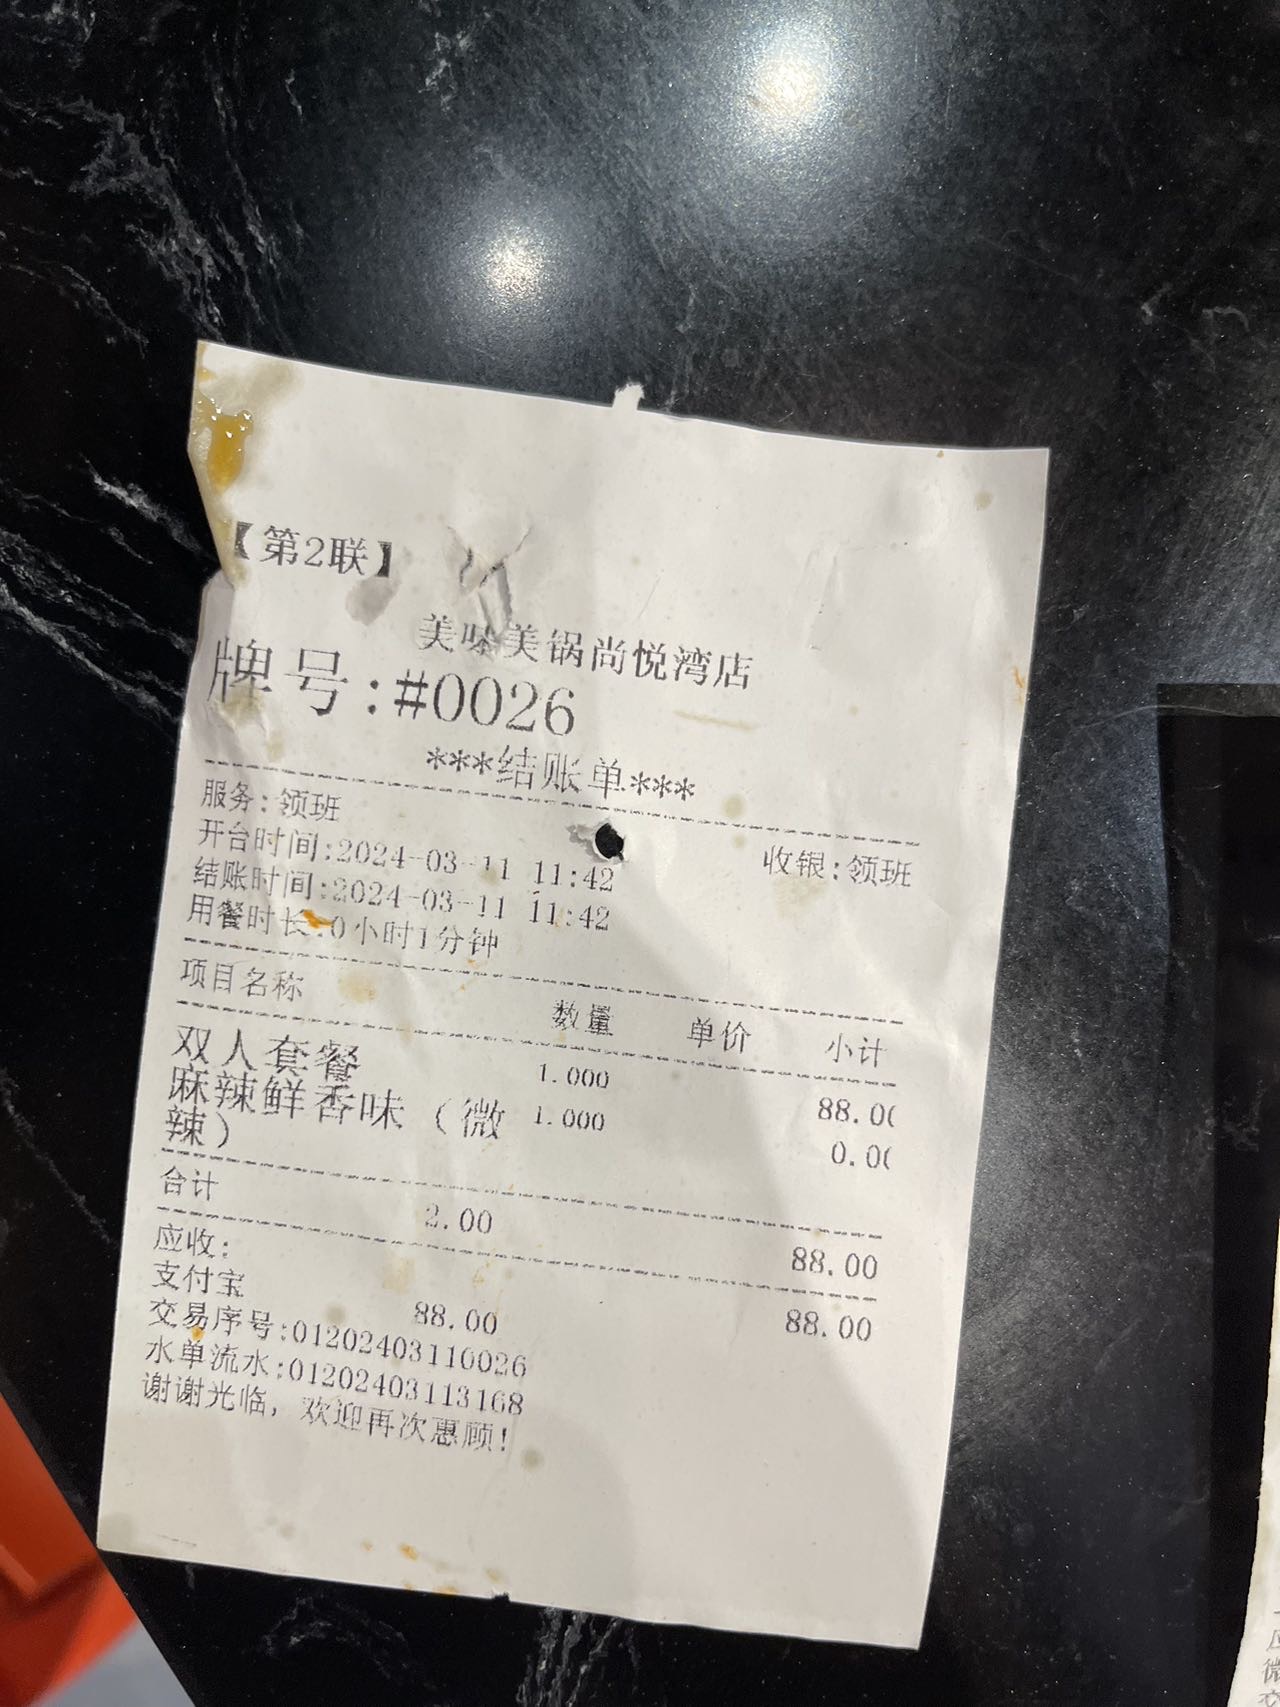 【第2联】
美味美锅尚悦湾店
牌号:#0026
***结账单***
服务:领班 收银:领班
开台时间:2024-03-11 11:42
结账时间:2024-03-11 11:42
用餐时长:0小时1分钟
项目名称 数量 单价 小计
双人套餐 1.000 88.00
麻辣鲜香味（微 1.000 0.00
辣）
合计 2.00 88.00
应收: 88.00
支付宝 88.00
交易序号:01202403110026
水单流水:01202403113168
谢谢光临，欢迎再次惠顾!